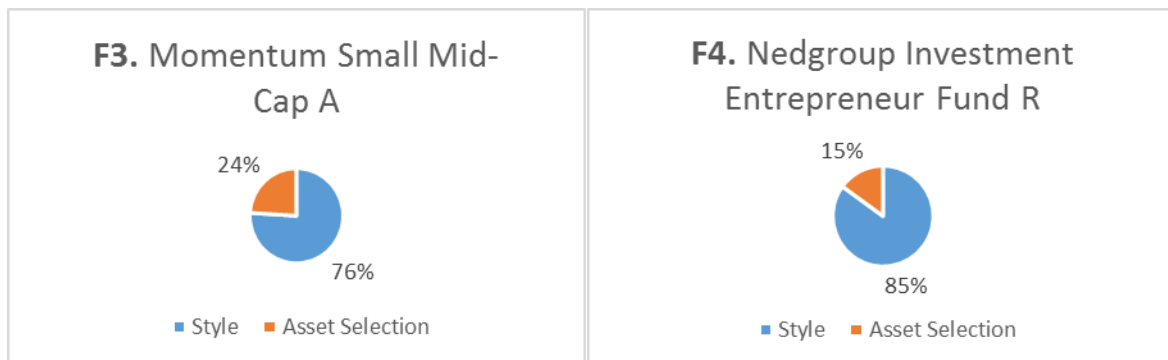 F3. Momentum Small Mid-
Cap A
24%
76%
Style Asset Selection
F4. Nedgroup Investment
Entrepreneur Fund R
15%
85%
Style Asset Selection